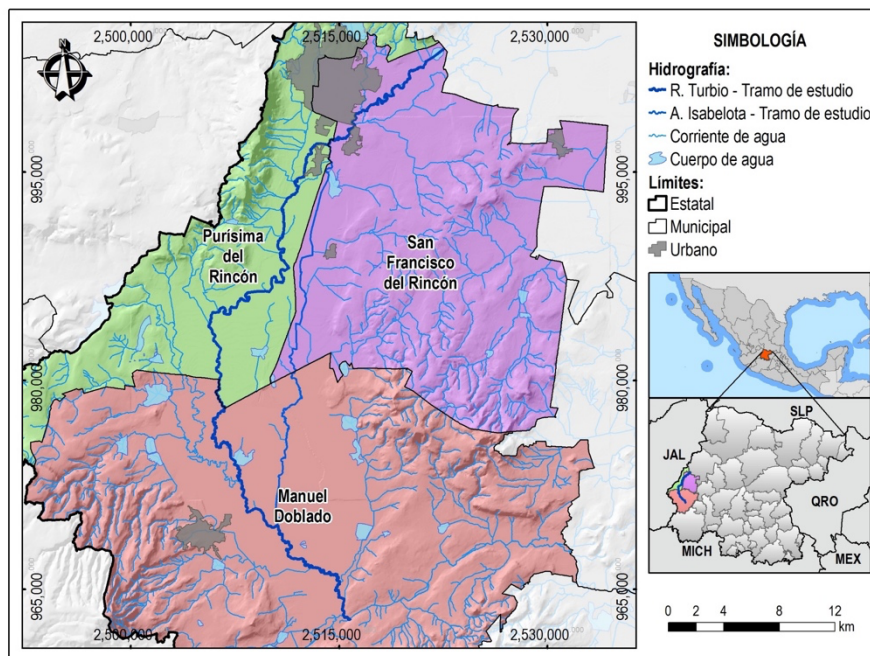 2,500,000
2,515,000
2,530,000
995,000
995,000
Purísima
del
Rincón
San
Francisco
del Rincón
980,000
980,000
Manuel
Doblado
965,000
965,000
2,500,000
2,515,000
2,530,000
SIMBOLOGÍA
Hidrografía:
R. Turbio - Tramo de estudio
A. Isabelota - Tramo de estudio
Corriente de agua
Cuerpo de agua
Límites:
Estatal
Municipal
Urbano
SLP
JAL
QRO
MICH
MEX
0 2 4 8 12
km